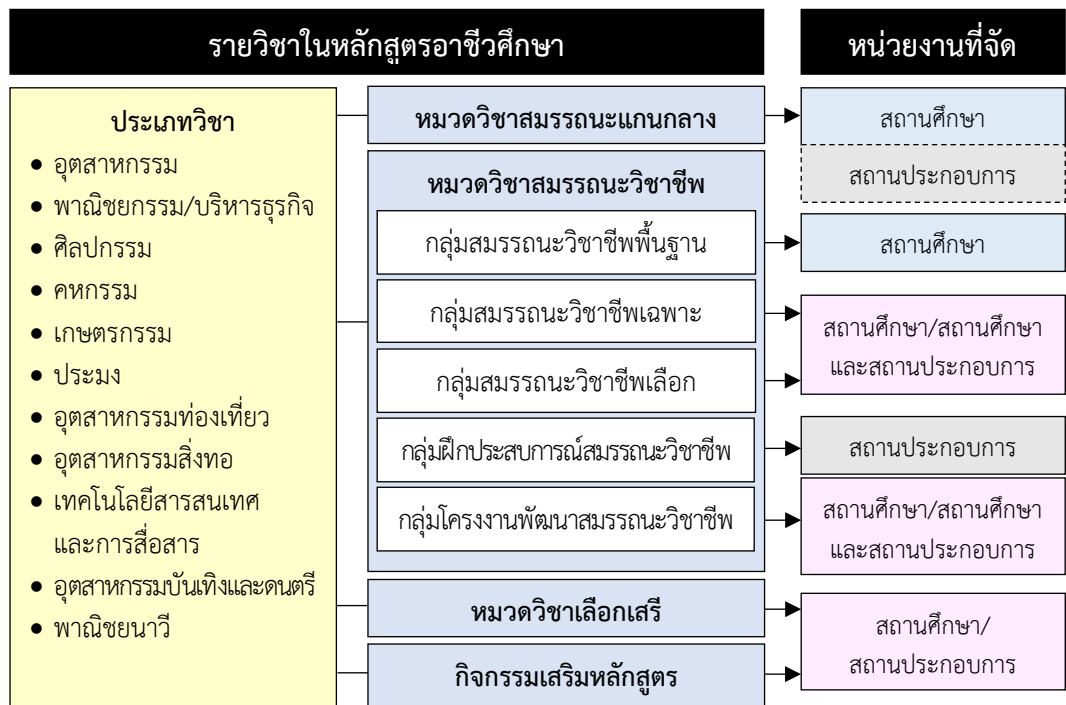 รายวิชาในหลักสูตรอาชีวศึกษา
หน่วยงานที่จัด
ประเภทวิชา
• อุตสาหกรรม
• พาณิชยกรรม/บริหารธุรกิจ
• ศิลปกรรม
• คหกรรม
• เกษตรกรรม
• ประมง
• อุตสาหกรรมท่องเที่ยว
• อุตสาหกรรมสิ่งทอ
• เทคโนโลยีสารสนเทศ
และการสื่อสาร
• อุตสาหกรรมบันเทิงและดนตรี
• พาณิชยนาวี
หมวดวิชาสมรรถนะแกนกลาง
หมวดวิชาสมรรถนะวิชาชีพ
กลุ่มสมรรถนะวิชาชีพพื้นฐาน
กลุ่มสมรรถนะวิชาชีพเฉพาะ
กลุ่มสมรรถนะวิชาชีพเลือก
กลุ่มฝึกประสบการณ์สมรรถนะวิชาชีพ
กลุ่มโครงงานพัฒนาสมรรถนะวิชาชีพ
หมวดวิชาเลือกเสรี
กิจกรรมเสริมหลักสูตร
สถานศึกษา
สถานประกอบการ
สถานศึกษา
สถานศึกษา/สถานศึกษา
และสถานประกอบการ
สถานประกอบการ
สถานศึกษา/สถานศึกษา
และสถานประกอบการ
สถานศึกษา/
สถานประกอบการ